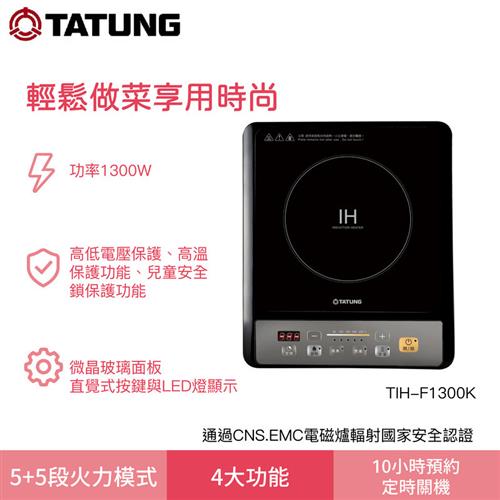 TATUNG
輕鬆做菜享用時尚
功率1300W
高低電壓保護、高溫
保護功能、兒童安全
鎖保護功能
微晶玻璃面板
直覺式按鍵與LED燈顯示
IH
INDUCTION HEATER
TATUNG
TIH-F1300K
通過CNS.EMC電磁爐輻射國家安全認證
5+5段火力模式
4大功能
10小時預約
定時關機